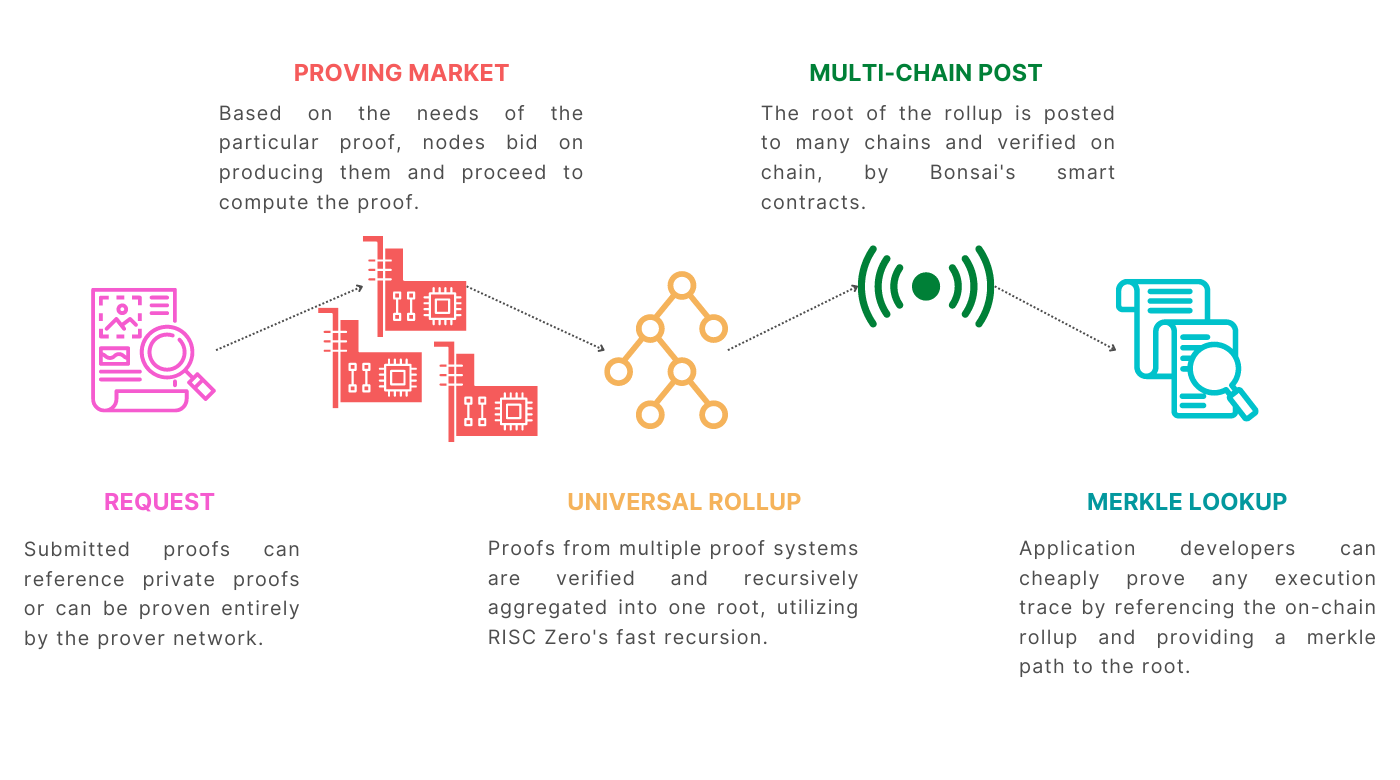 PROVING MARKET
Based on the needs of the
particular proof, nodes bid on
producing them and proceed to
compute the proof.
MULTI-CHAIN POST
The root of the rollup is posted
to many chains and verified on
chain, by Bonsai's smart
contracts.
REQUEST
Submitted proofs can
reference private proofs
or can be proven entirely
by the prover network.
UNIVERSAL ROLLUP
Proofs from multiple proof systems
are verified and recursively
aggregated into one root, utilizing
RISC Zero's fast recursion.
MERKLE LOOKUP
Application developers can
cheaply prove any execution
trace by referencing the on-chain
rollup and providing a merkle
path to the root.